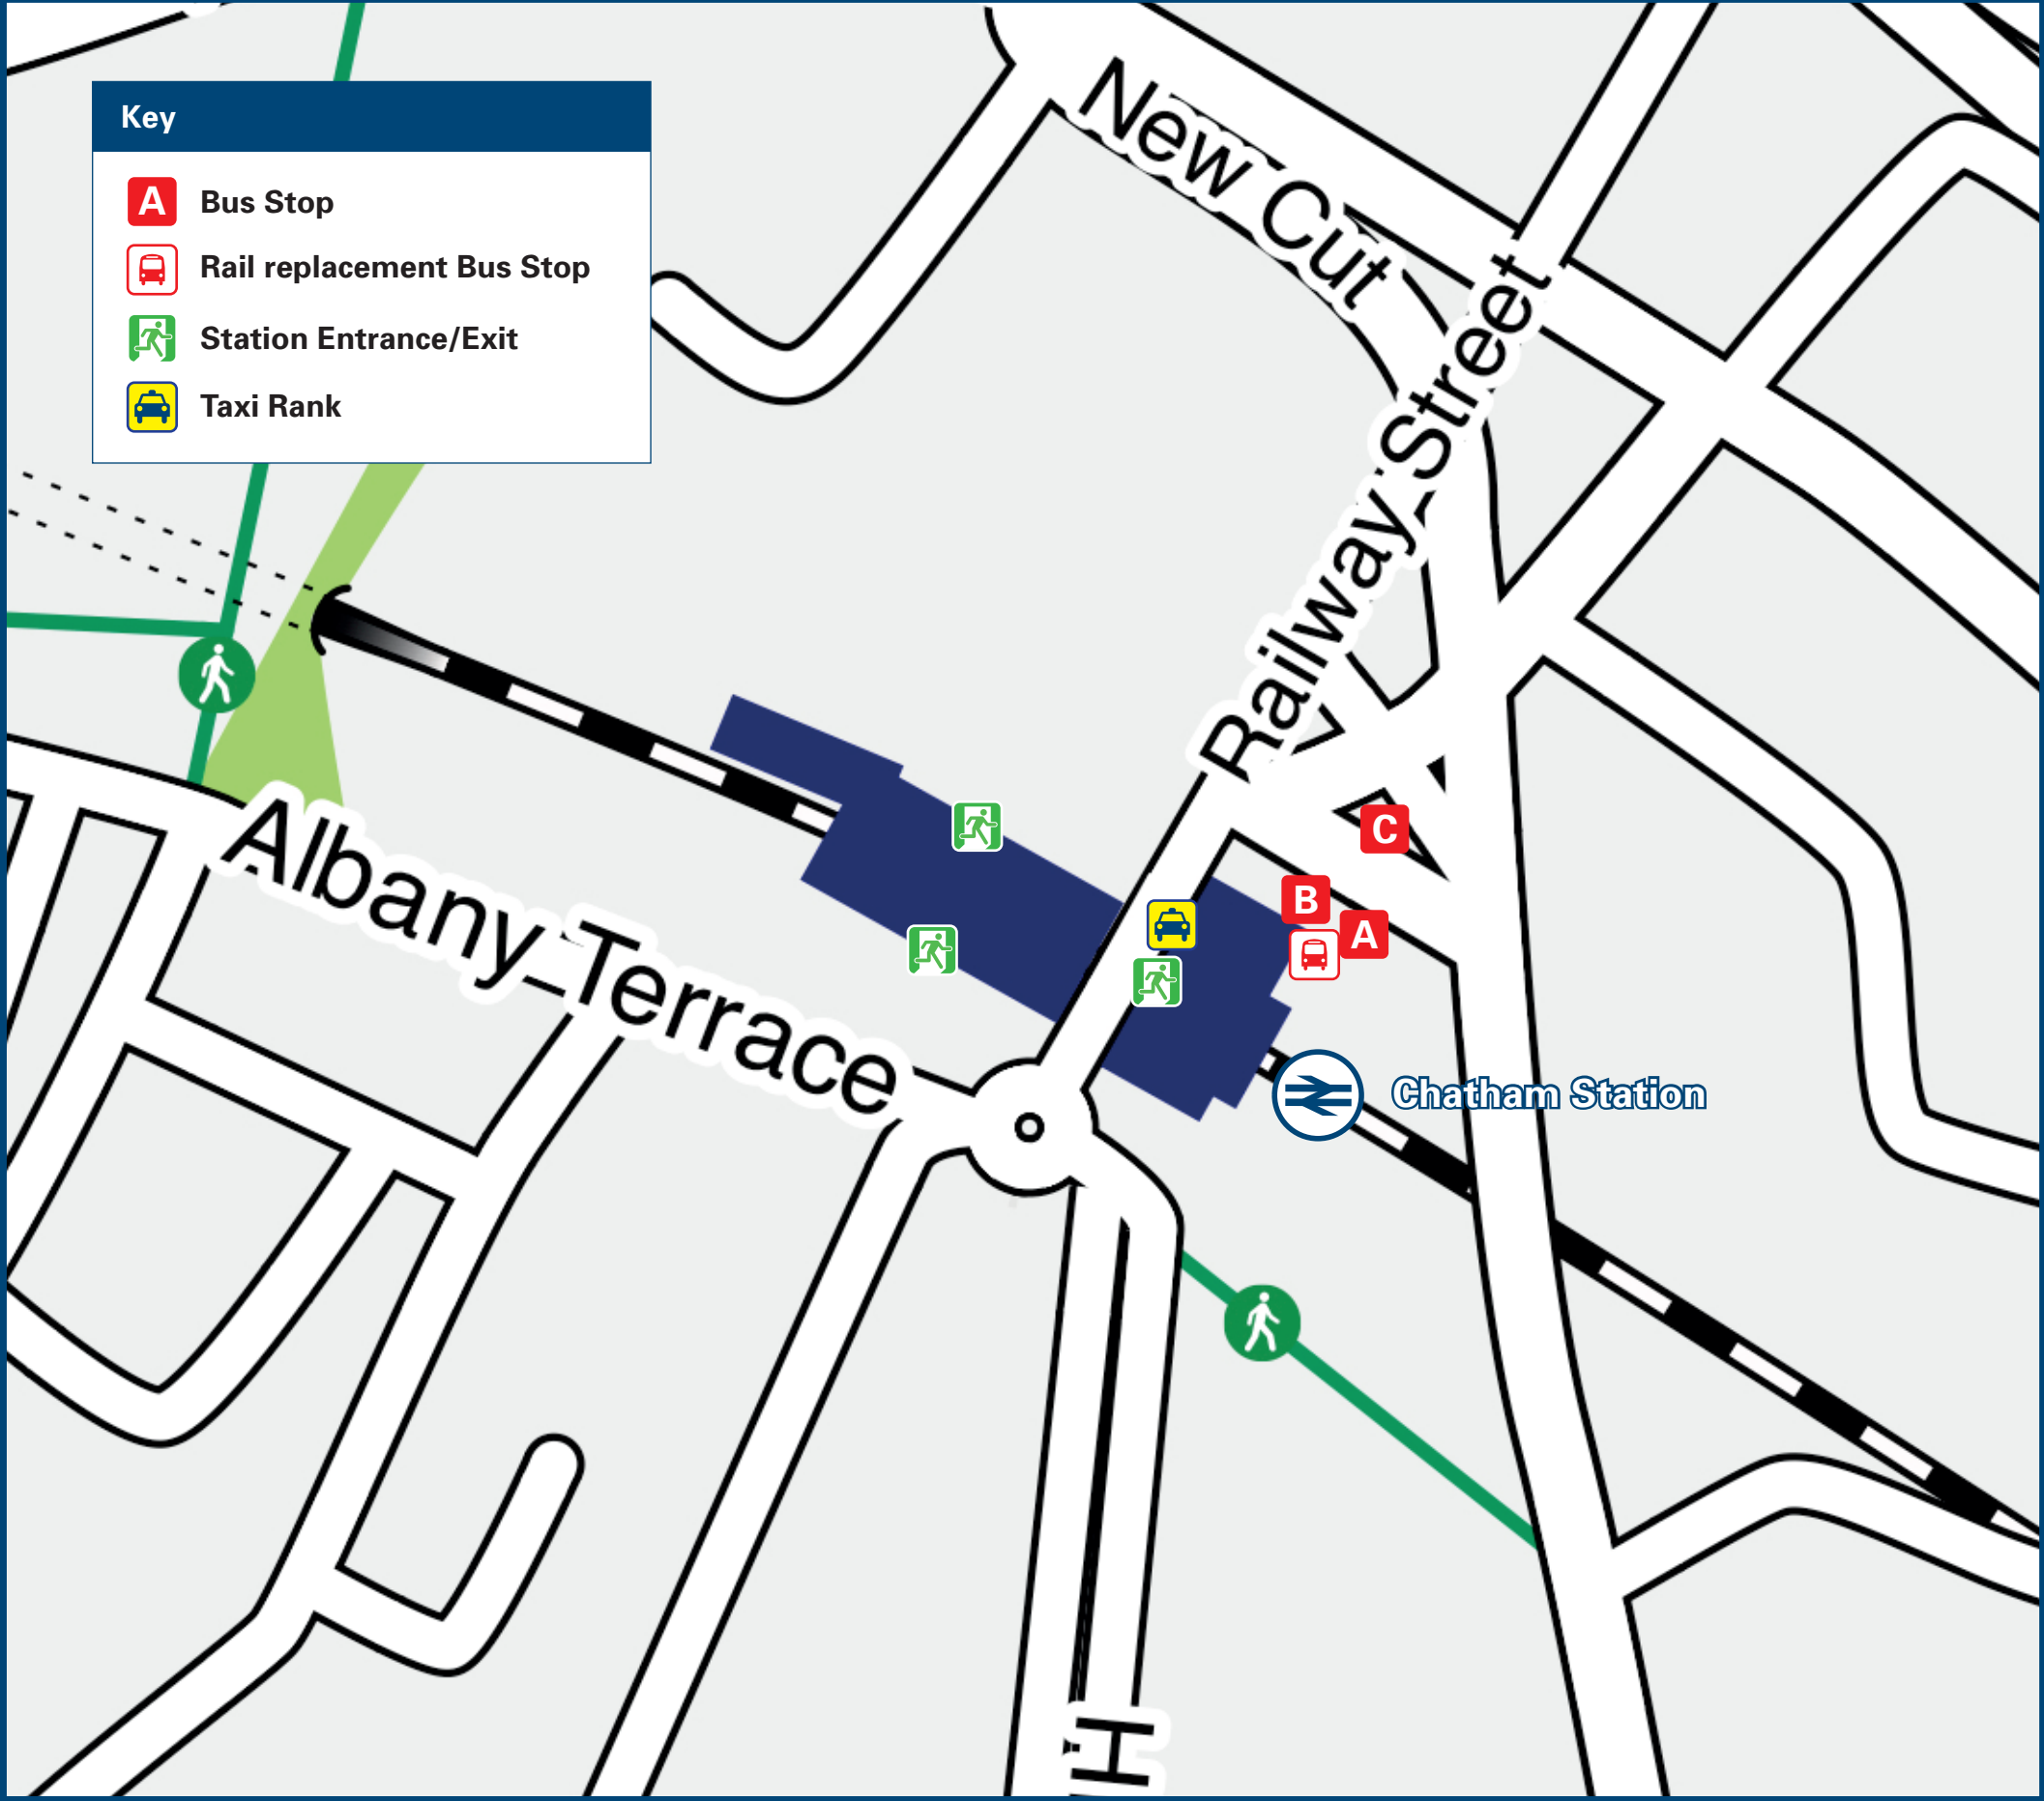 Key
A Bus Stop
Rail replacement Bus Stop
Station Entrance/Exit
Taxi Rank
New Cut
Railway Street
Albany Terrace
C
B
A
Chatham Station
H